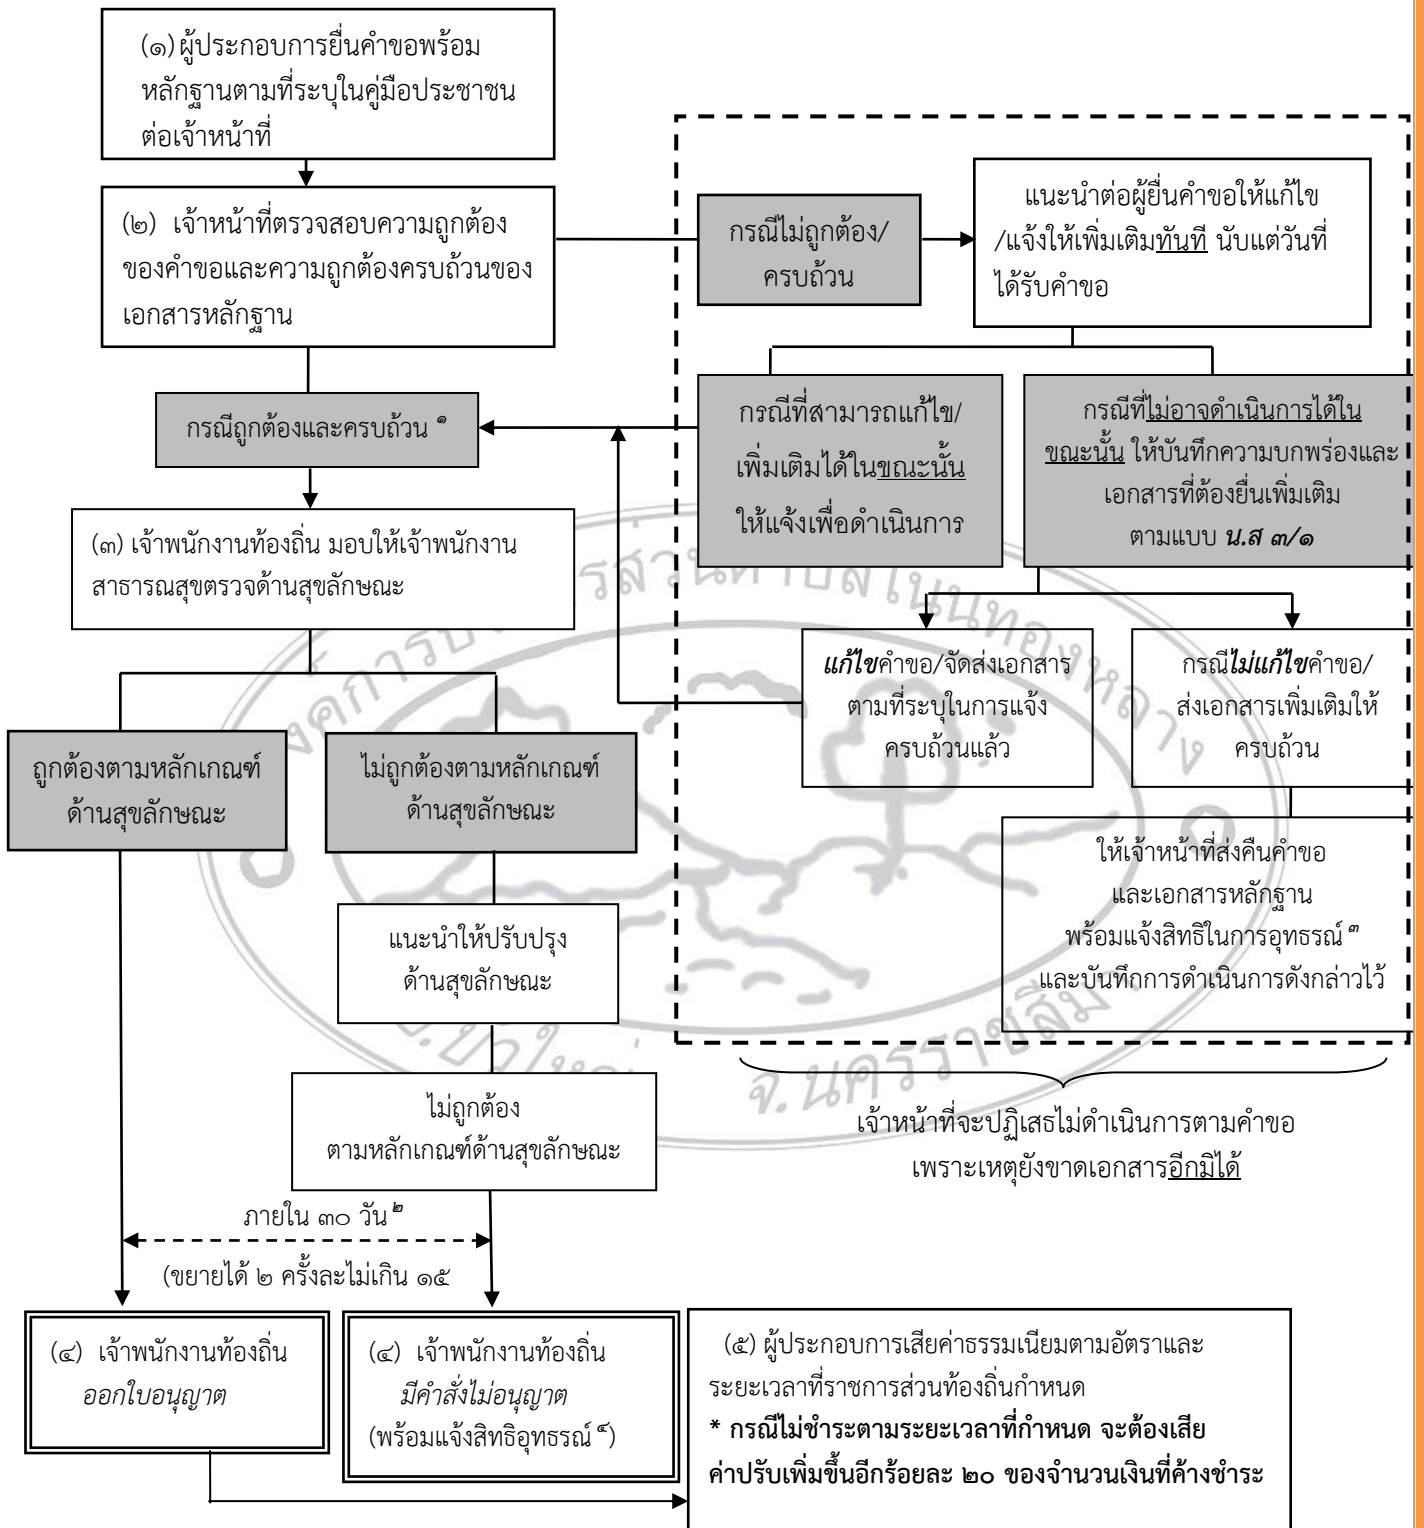 (๑) ผู้ประกอบการยื่นคำขอพร้อม
หลักฐานตามที่ระบุในคู่มือประชาชน
ต่อเจ้าหน้าที่
(๒) เจ้าหน้าที่ตรวจสอบความถูกต้อง
ของคำขอและความถูกต้องครบถ้วนของ
เอกสารหลักฐาน
กรณีไม่ถูกต้อง/
ครบถ้วน
แนะนำต่อผู้ยื่นคำขอให้แก้ไข
/แจ้งให้เพิ่มเติมทันที นับแต่วันที่
ได้รับคำขอ
กรณีถูกต้องและครบถ้วน ๑
กรณีที่สามารถแก้ไข/
เพิ่มเติมได้ในขณะนั้น
ให้แจ้งเพื่อดำเนินการ
กรณีที่ไม่อาจดำเนินการได้ใน
ขณะนั้น ให้บันทึกความบกพร่องและ
เอกสารที่ต้องยื่นเพิ่มเติม
ตามแบบ น.ส ๓/๑
(๓) เจ้าพนักงานท้องถิ่น มอบให้เจ้าพนักงาน
สาธารณสุขตรวจด้านสุขลักษณะ
แก้ไขคำขอ/จัดส่งเอกสาร
ตามที่ระบุในการแจ้ง
ครบถ้วนแล้ว
กรณีไม่แก้ไขคำขอ/
ส่งเอกสารเพิ่มเติมให้
ครบถ้วน
ถูกต้องตามหลักเกณฑ์
ด้านสุขลักษณะ
ไม่ถูกต้องตามหลักเกณฑ์
ด้านสุขลักษณะ
ให้เจ้าหน้าที่ส่งคืนคำขอ
และเอกสารหลักฐาน
พร้อมแจ้งสิทธิในการอุทธรณ์ ๓
และบันทึกการดำเนินการดังกล่าวไว้
แนะนำให้ปรับปรุง
ด้านสุขลักษณะ
ไม่ถูกต้อง
ตามหลักเกณฑ์ด้านสุขลักษณะ
เจ้าหน้าที่จะปฏิเสธไม่ดำเนินการตามคำขอ
เพราะเหตุยังขาดเอกสารอีกมิได้
ภายใน ๓๐ วัน ๒
(ขยายได้ ๒ ครั้งละไม่เกิน ๑๕
(๔) เจ้าพนักงานท้องถิ่น
ออกใบอนุญาต
(๔) เจ้าพนักงานท้องถิ่น
มีคำสั่งไม่อนุญาต
(พร้อมแจ้งสิทธิอุทธรณ์ ๔)
(๕) ผู้ประกอบการเสียค่าธรรมเนียมตามอัตราและ
ระยะเวลาที่ราชการส่วนท้องถิ่นกำหนด
* กรณีไม่ชำระตามระยะเวลาที่กำหนด จะต้องเสีย
ค่าปรับเพิ่มขึ้นอีกร้อยละ ๒๐ ของจำนวนเงินที่ค้างชำระ
จ.นครราชสีมา